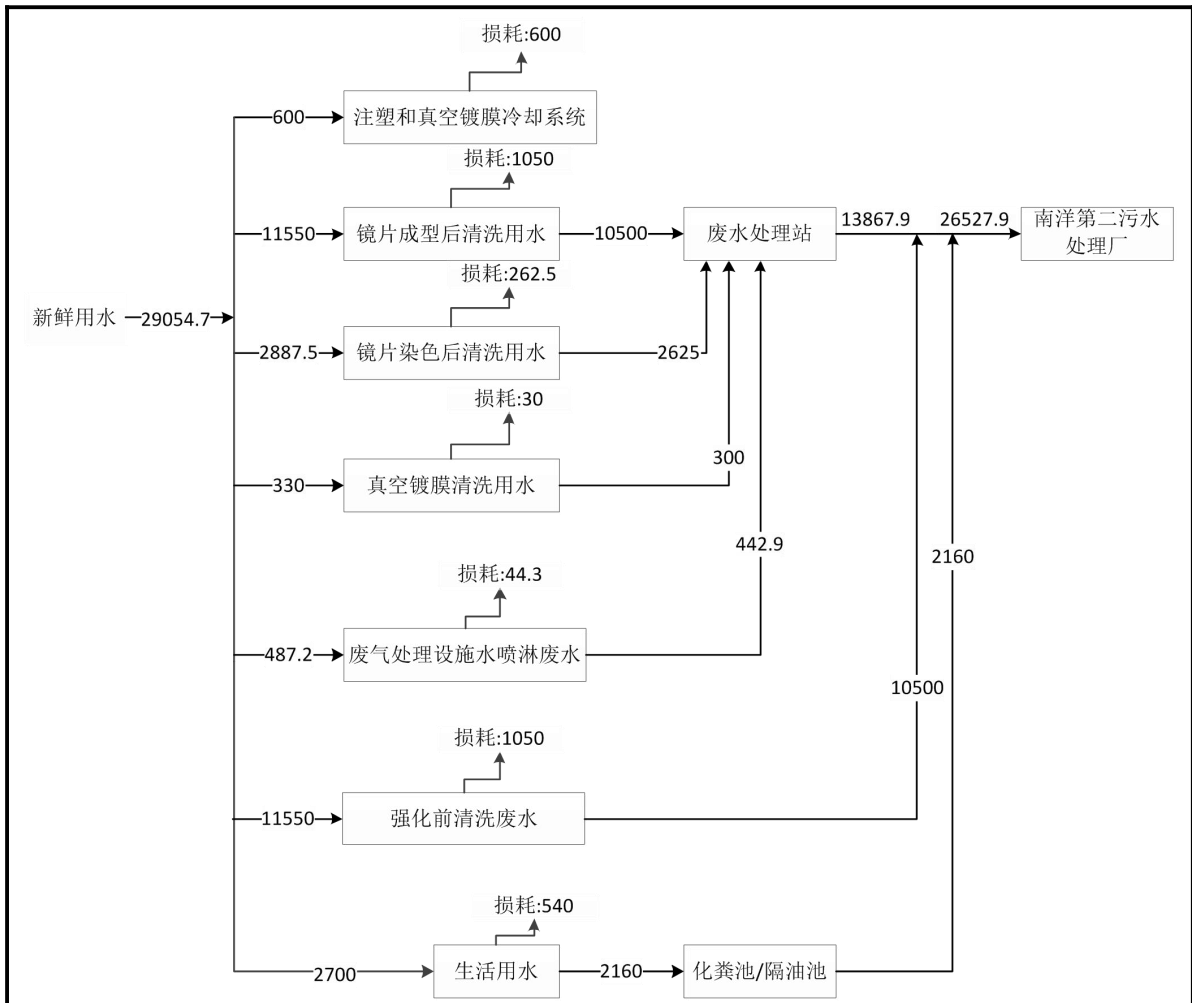 损耗:600
600
注塑和真空镀膜冷却系统
损耗:1050
11550
镜片成型后清洗用水
10500
废水处理站
13867.9
26527.9
南洋第二污水
处理厂
损耗:262.5
新鲜用水
29054.7
2887.5
镜片染色后清洗用水
2625
损耗:30
330
真空镀膜清洗用水
300
442.9
2160
损耗:44.3
487.2
废气处理设施水喷淋废水
10500
损耗:1050
11550
强化前清洗废水
损耗:540
2700
生活用水
2160
化粪池/隔油池